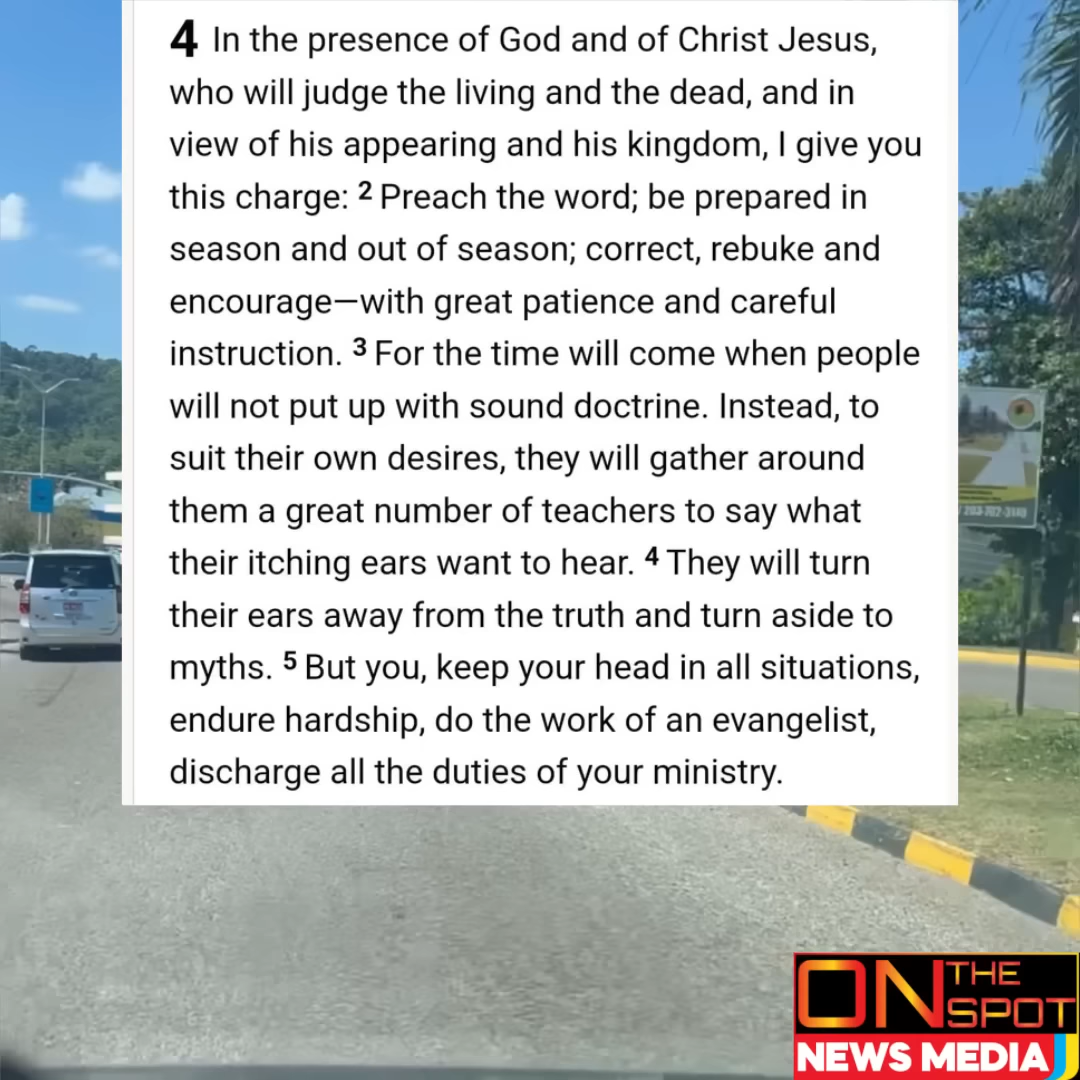 4 In the presence of God and of Christ Jesus,
who will judge the living and the dead, and in
view of his appearing and his kingdom, I give you
this charge: 2 Preach the word; be prepared in
season and out of season; correct, rebuke and
encourage—with great patience and careful
instruction. 3 For the time will come when people
will not put up with sound doctrine. Instead, to
suit their own desires, they will gather around
them a great number of teachers to say what
their itching ears want to hear. 4 They will turn
their ears away from the truth and turn aside to
myths. 5 But you, keep your head in all situations,
endure hardship, do the work of an evangelist,
discharge all the duties of your ministry.
ON THE SPOT
NEWS MEDIA